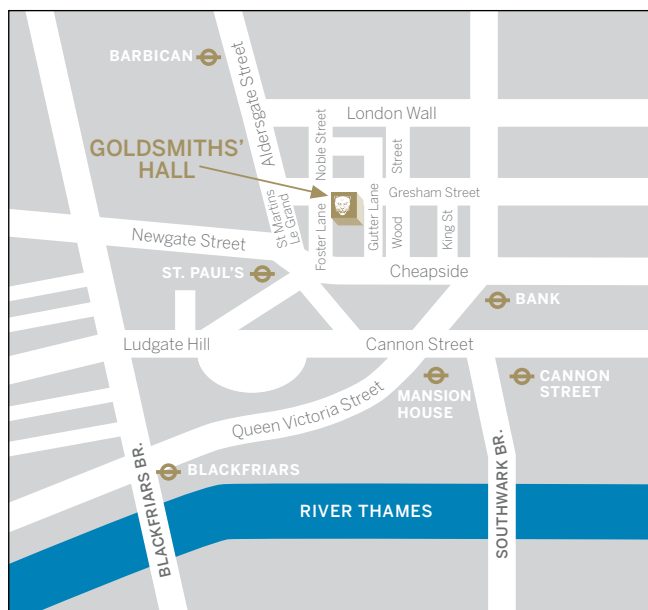 BARBICAN
Aldersgate Street
London Wall
Noble Street
Street
GOLDSMITHS’
HALL
Gresham Street
St Martins
Le Grand
Foster Lane
Gutter Lane
Wood
King St
Newgate Street
ST. PAUL'S
Cheapside
BANK
Ludgate Hill
Cannon Street
MANSION
HOUSE
CANNON
STREET
Queen Victoria Street
BLACKFRIARS
BLACKFRIARS BR.
SOUTHWARK BR.
RIVER THAMES